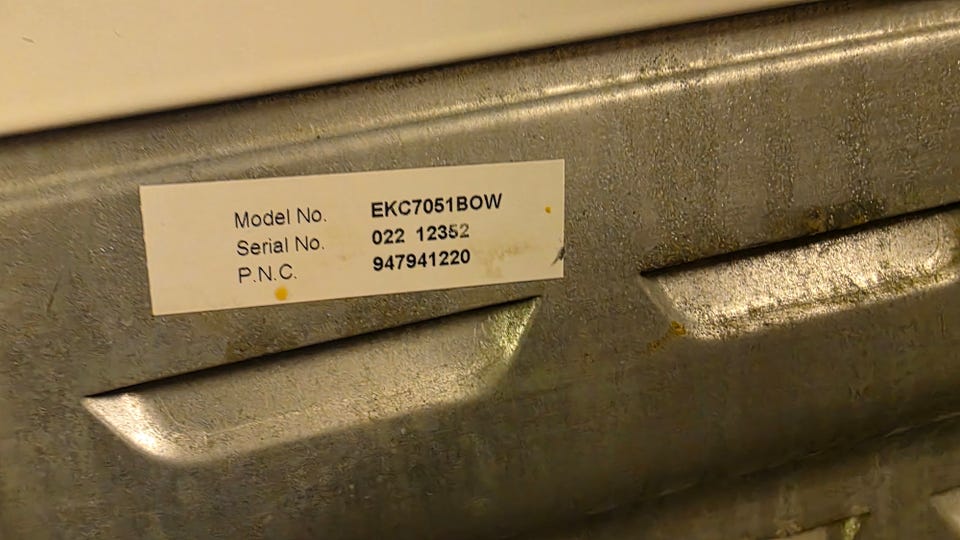 Model No. EKC7051BOW
Serial No. 022 12352
P.N.C. 947941220